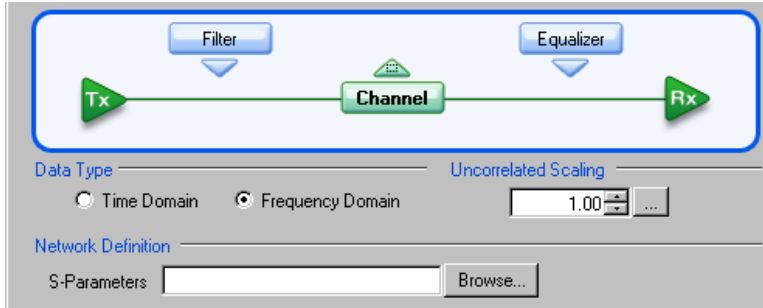 Filter
Equalizer
Tx
Channel
Rx
Data Type
Uncorrelated Scaling
Time Domain
Frequency Domain
1.00
...
Network Definition
S-Parameters
Browse...